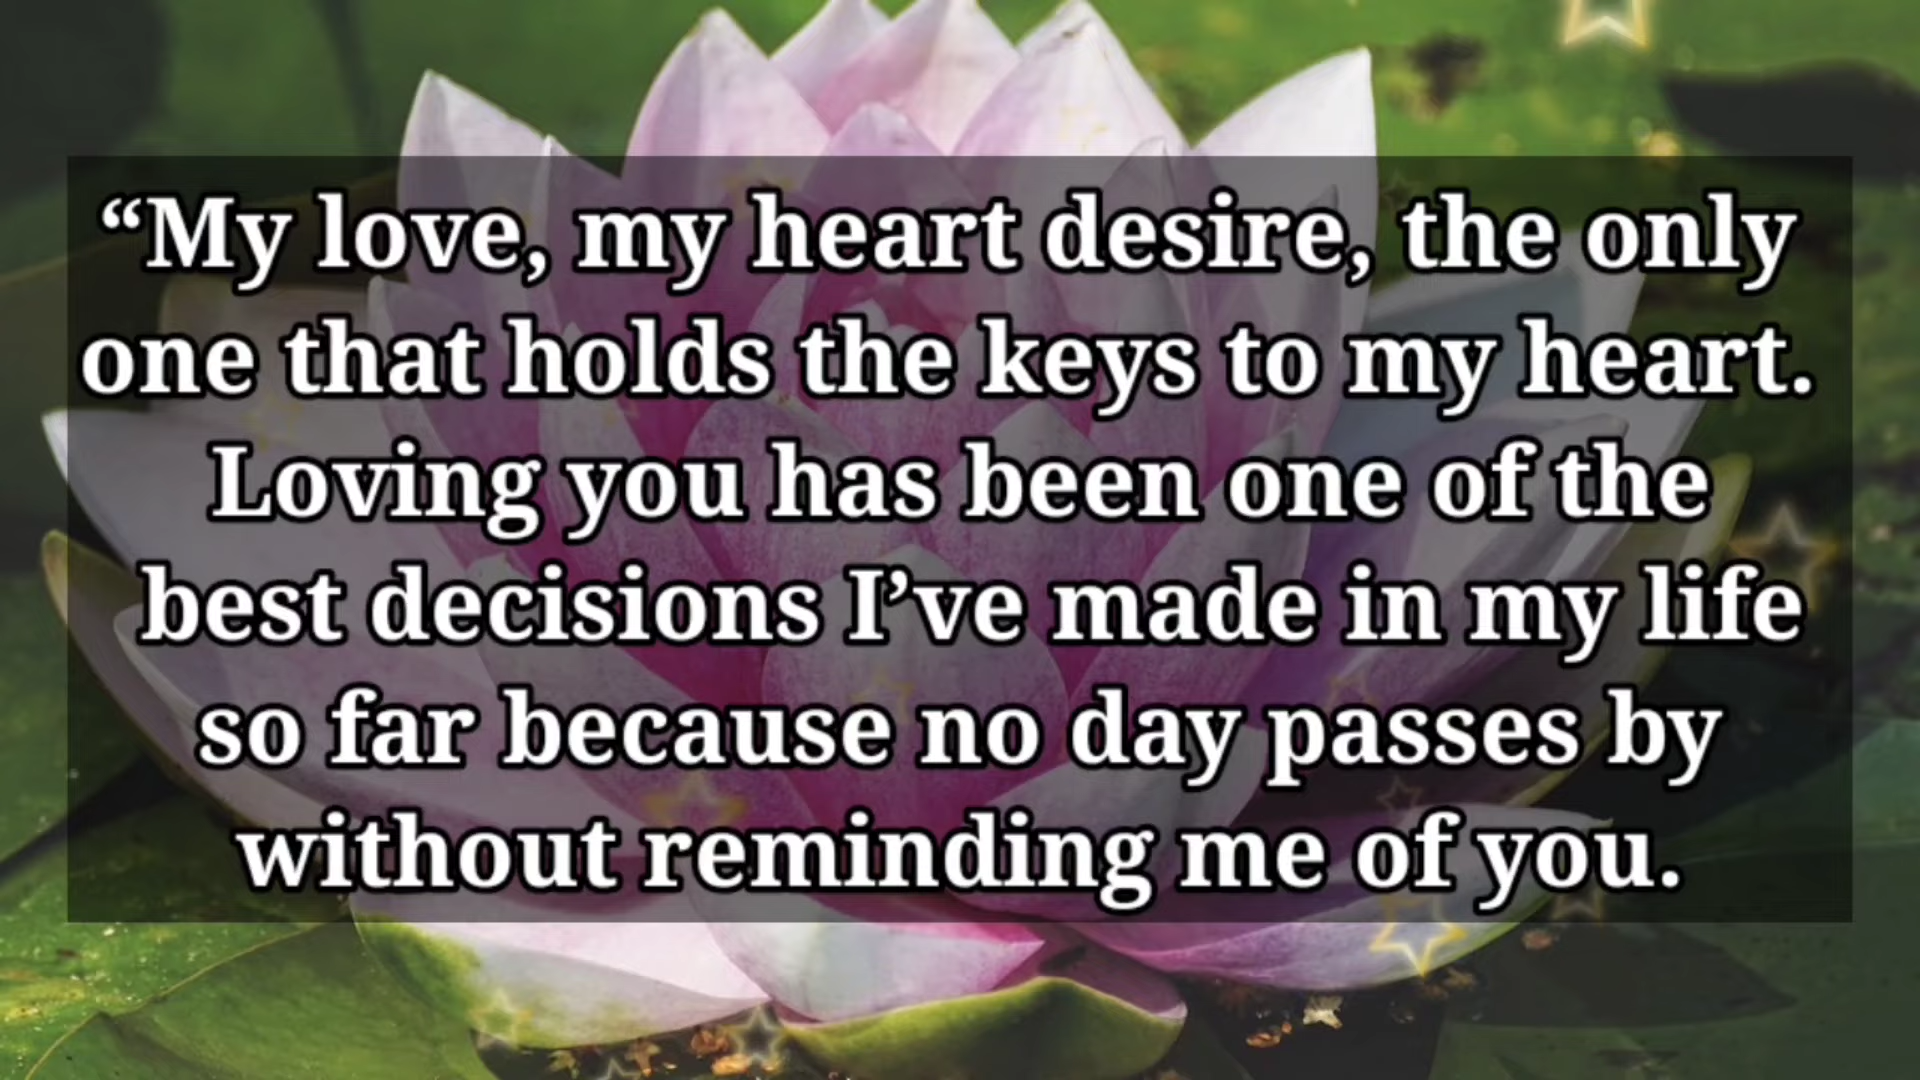 “My love, my heart desire, the only
one that holds the keys to my heart.
Loving you has been one of the
best decisions I’ve made in my life
so far because no day passes by
without reminding me of you.